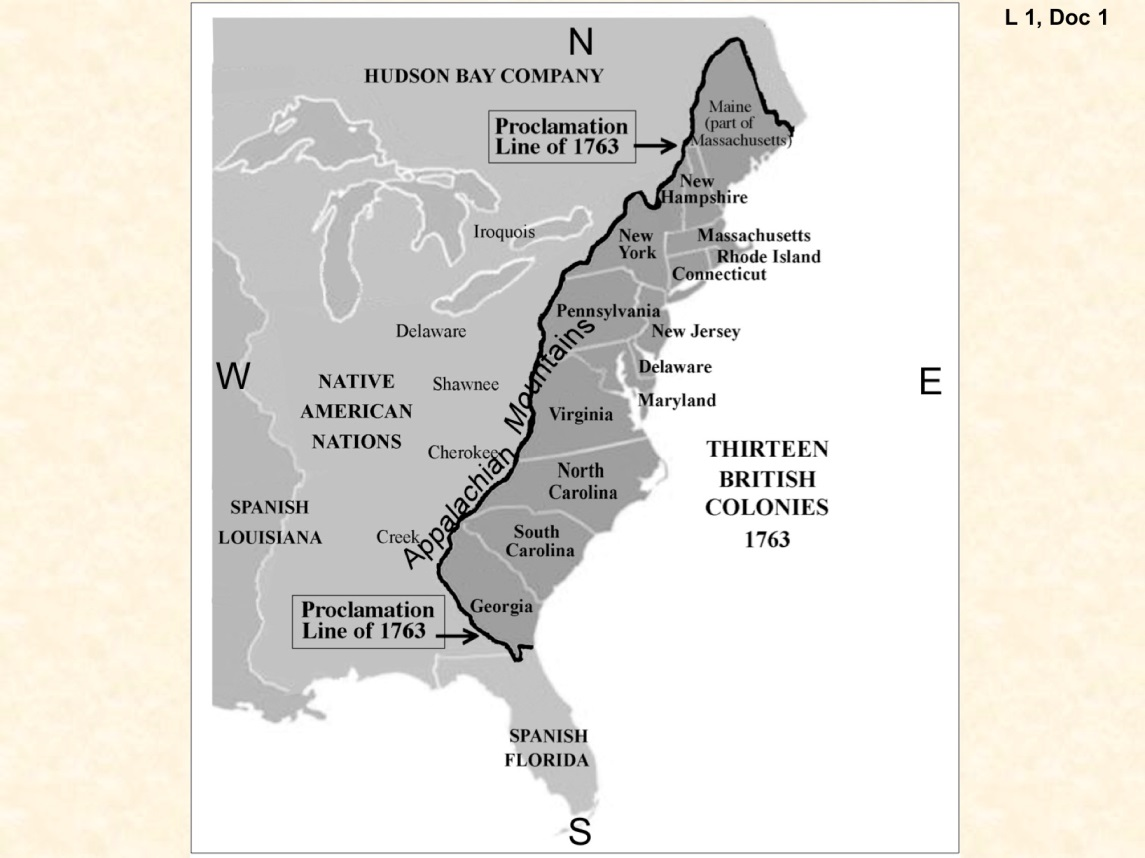 L 1, Doc 1
N
HUDSON BAY COMPANY
Proclamation
Line of 1763
Maine
(part of
Massachusetts)
New
Hampshire
Iroquois
New
York
Massachusetts
Rhode Island
Connecticut
Pennsylvania
Delaware
New Jersey
Delaware
Maryland
W
E
NATIVE
AMERICAN
NATIONS
Shawnee
Appalachian Mountains
Virginia
Cherokee
THIRTEEN
BRITISH
COLONIES
1763
North
Carolina
SPANISH
LOUISIANA
Creek
South
Carolina
Georgia
Proclamation
Line of 1763
SPANISH
FLORIDA
S